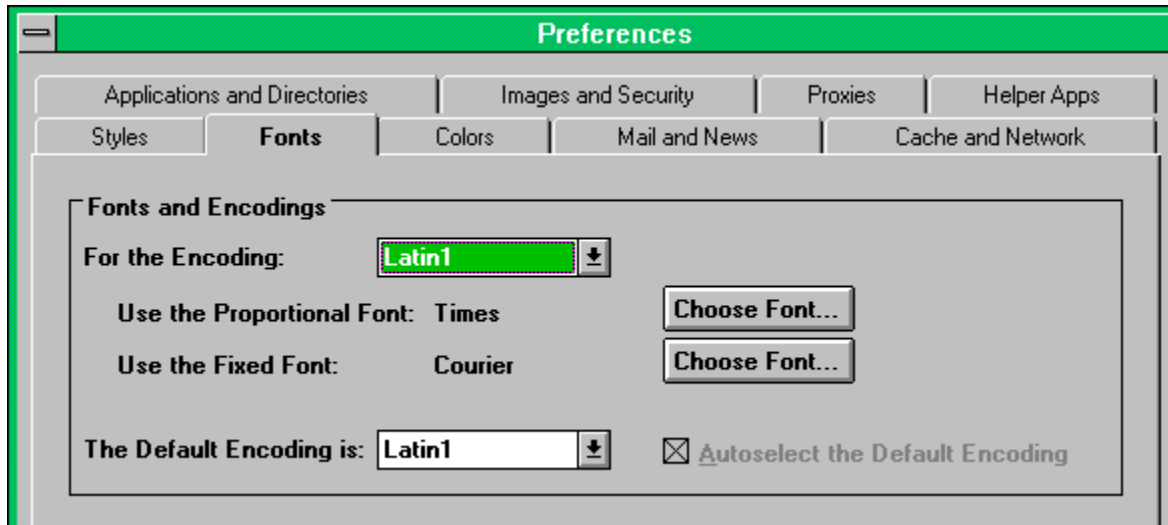 Preferences
Applications and Directories Images and Security Proxies Helper Apps
Styles Fonts Colors Mail and News Cache and Network
Fonts and Encodings
For the Encoding: Latin1
Use the Proportional Font: Times Choose Font...
Use the Fixed Font: Courier Choose Font...
The Default Encoding is: Latin1 Autoselect the Default Encoding